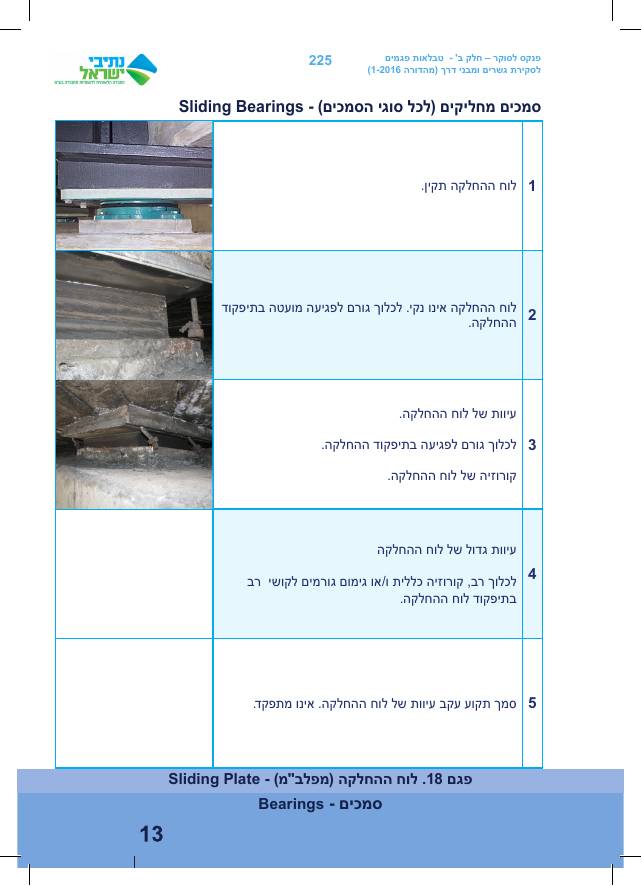 פנקס לסוקר – חלק ב' - טבלאות פגמים
לסקירת גשרים ומבני דרך (מהדורה 1-2016)
225
נתיבי
ישראל
סמכים מחליקים (לכל סוגי הסמכים) - Sliding Bearings
1
לוח ההחלקה תקין.
2
לוח ההחלקה אינו נקי. לכלוך גורם לפגיעה מועטה בתיפקוד
ההחלקה.
3
עיוות של לוח ההחלקה.
לכלוך גורם לפגיעה בתיפקוד ההחלקה.
קורוזיה של לוח ההחלקה.
4
עיוות גדול של לוח ההחלקה
לכלוך רב, קורוזיה כללית ו/או גימום גורמים לקושי רב
בתיפקוד לוח ההחלקה.
5
סמך תקוע עקב עיוות של לוח ההחלקה. אינו מתפקד.
פגם 18. לוח ההחלקה (מפלב"מ) - Sliding Plate
סמכים - Bearings
13